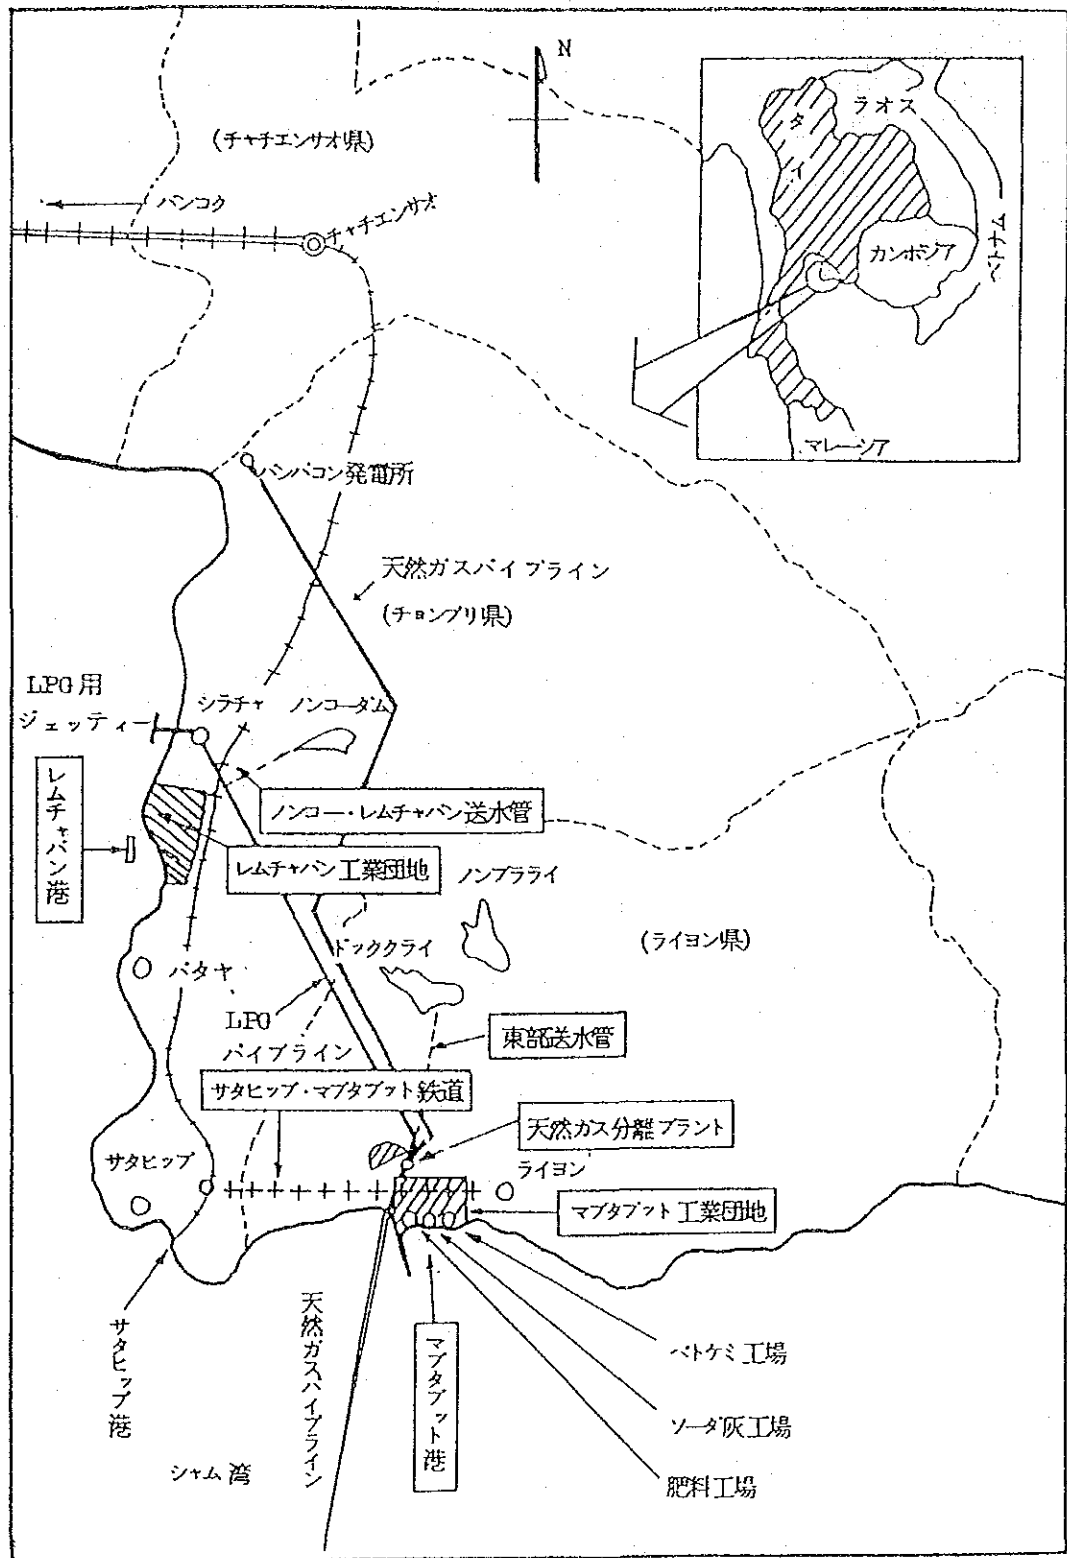 N
(チャチエンサオ県)
バンコク
チャチエンサオ
ラオス
タイ
カンボジア
ベトナム
マレーシア
バンパコン発電所
天然ガスパイプライン
(チョンブリ県)
LPG用
ジェッティー
シラチャ
ノンコーダム
レムチャバン港
ノンコー・レムチャバン送水管
レムチャバン工業団地
ノンプラライ
ドッククライ
(ライヨン県)
パタヤ
LPG
パイプライン
東部送水管
サタヒップ・マブタプット鉄道
天然ガス分離プラント
サタヒップ
ライヨン
マブタプット工業団地
サタヒップ港
天然ガスパイプライン
マブタプット港
ペトケミ工場
ソーダ灰工場
肥料工場
シャム湾